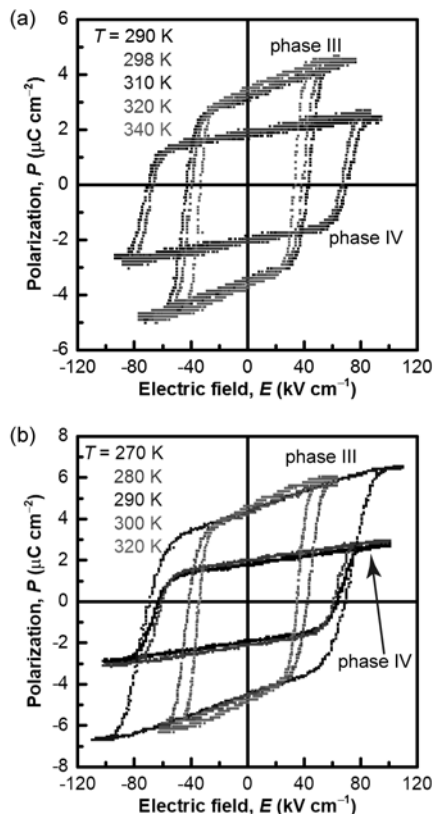 (a)
6
T = 290 K
phase III
298 K
4
310 K
320 K
2
340 K
0
-2
phase IV
-4
-6
-120 -80 -40 0 40 80 120
Electric field, E (kV cm⁻¹)
Polarization, P (μC cm⁻²)
(b)
8
T = 270 K
phase III
6
280 K
290 K
4
300 K
320 K
2
0
-2
phase IV
-4
-6
-8
-120 -80 -40 0 40 80 120
Electric field, E (kV cm⁻¹)
Polarization, P (μC cm⁻²)